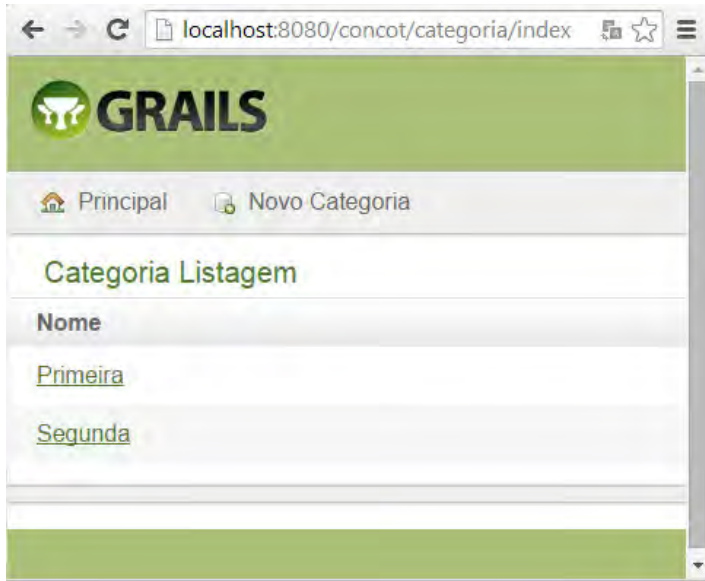 localhost:8080/concot/categoria/index
GRAILS
Principal Novo Categoria
Categoria Listagem
Nome
Primeira
Segunda